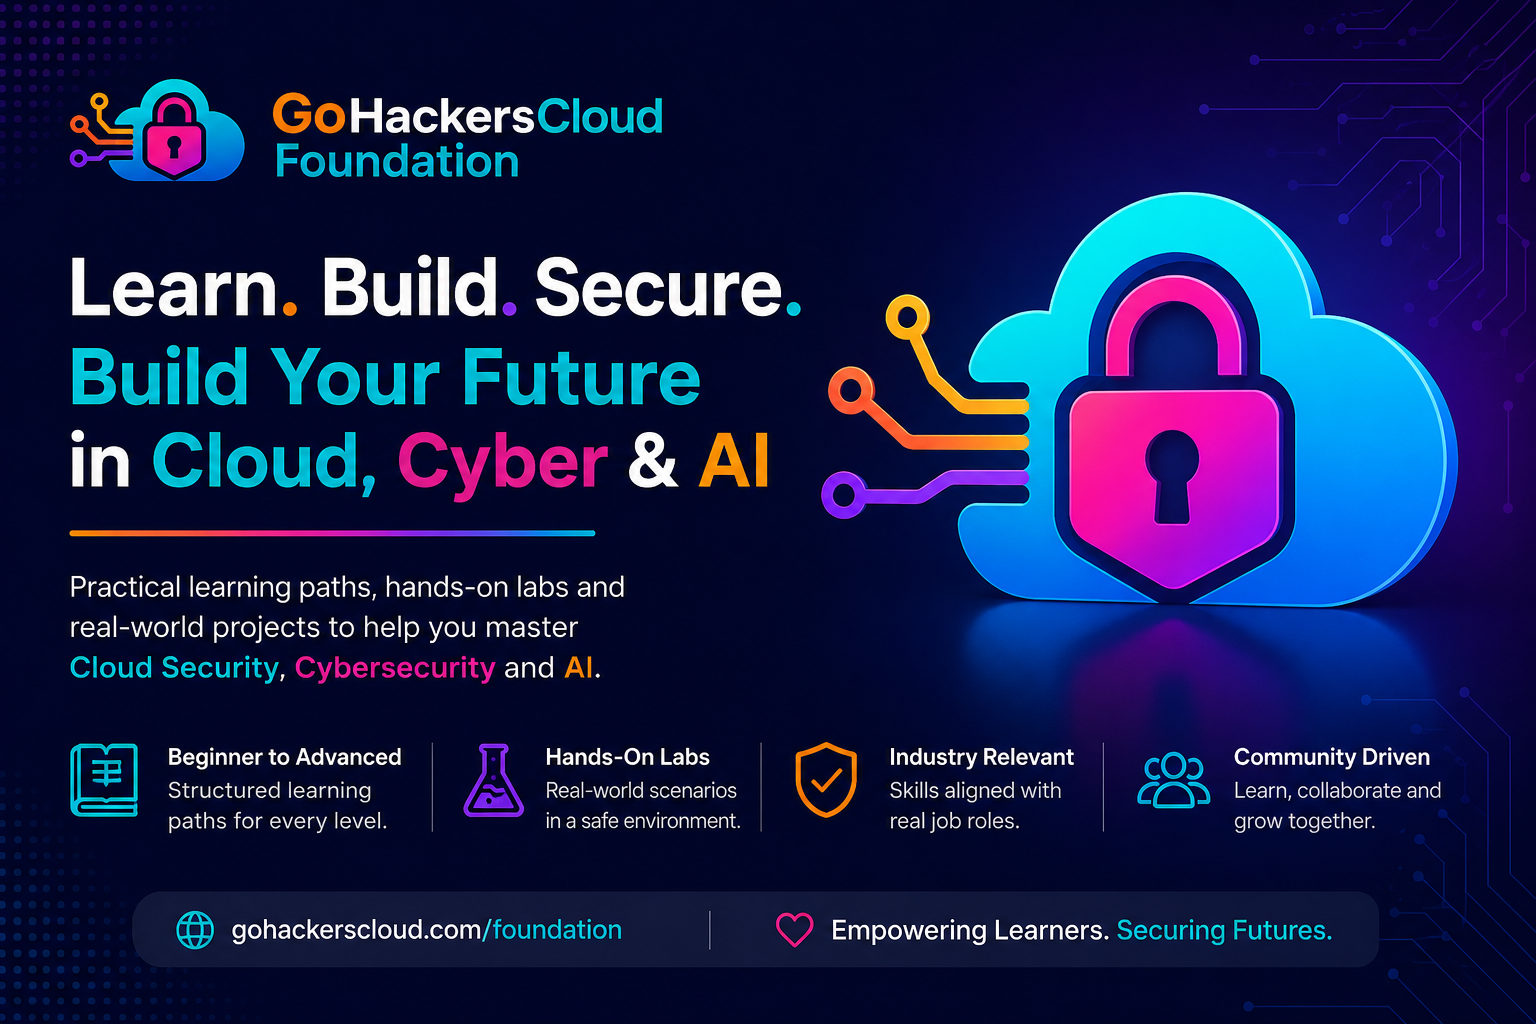 GoHackersCloud
Foundation
Learn. Build. Secure.
Build Your Future
in Cloud, Cyber & AI
Practical learning paths, hands-on labs and
real-world projects to help you master
Cloud Security, Cybersecurity and AI.
Beginner to Advanced
Structured learning
paths for every level.
Hands-On Labs
Real-world scenarios
in a safe environment.
Industry Relevant
Skills aligned with
real job roles.
Community Driven
Learn, collaborate and
grow together.
gohackerscloud.com/foundation
Empowering Learners. Securing Futures.